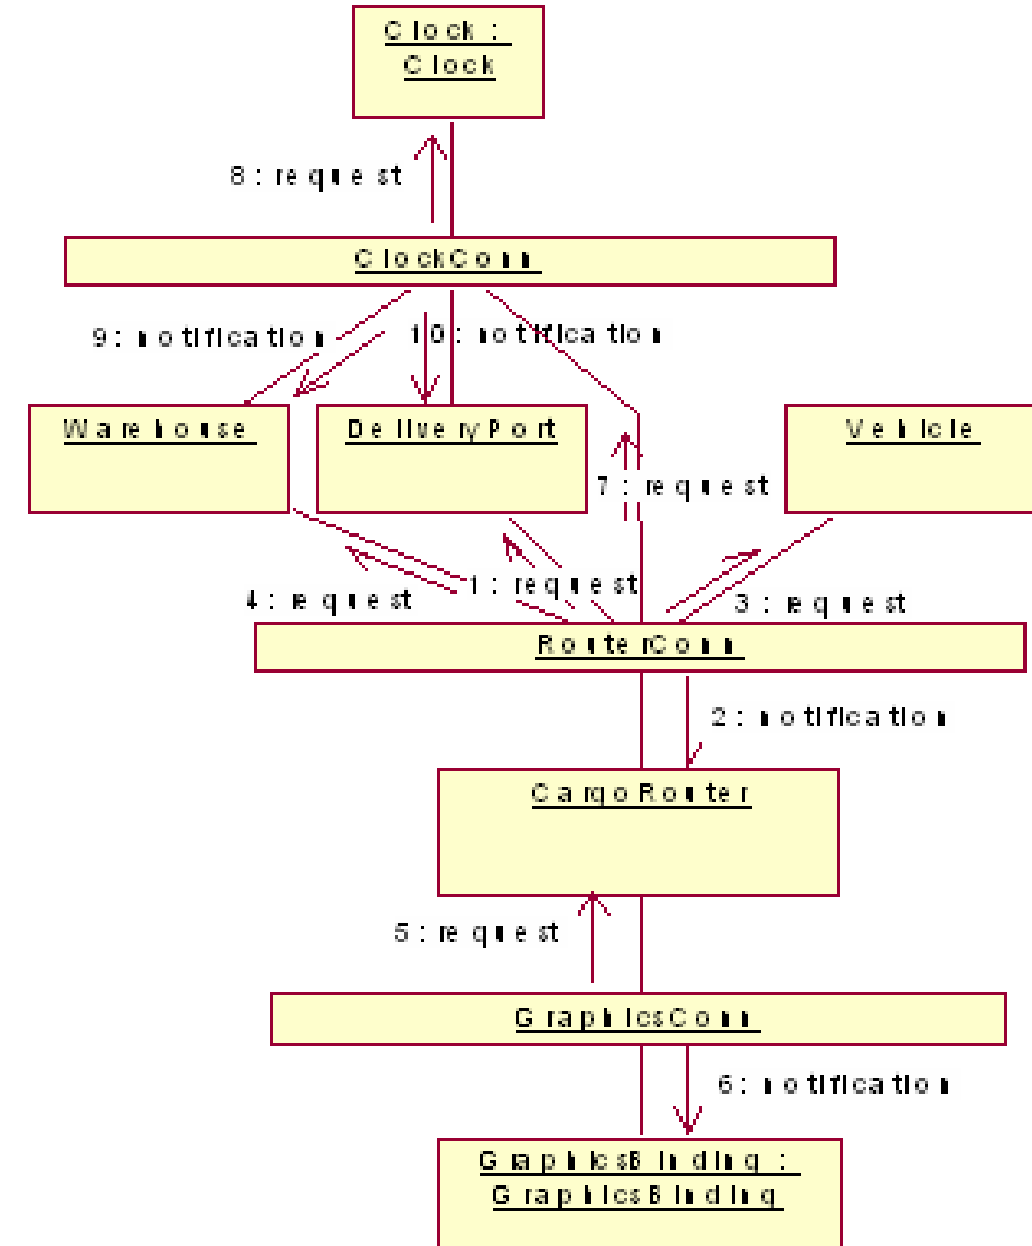 Clock :
Clock
8 : request
ClockConn
9 : notification
10 : notification
Warehouse
DeliveryPort
Vehicle
7 : request
4 : request
1 : request
3 : request
RouterConn
2 : notification
CargoRouter
5 : request
GraphicsConn
6 : notification
GraphicsBinding :
GraphicsBinding